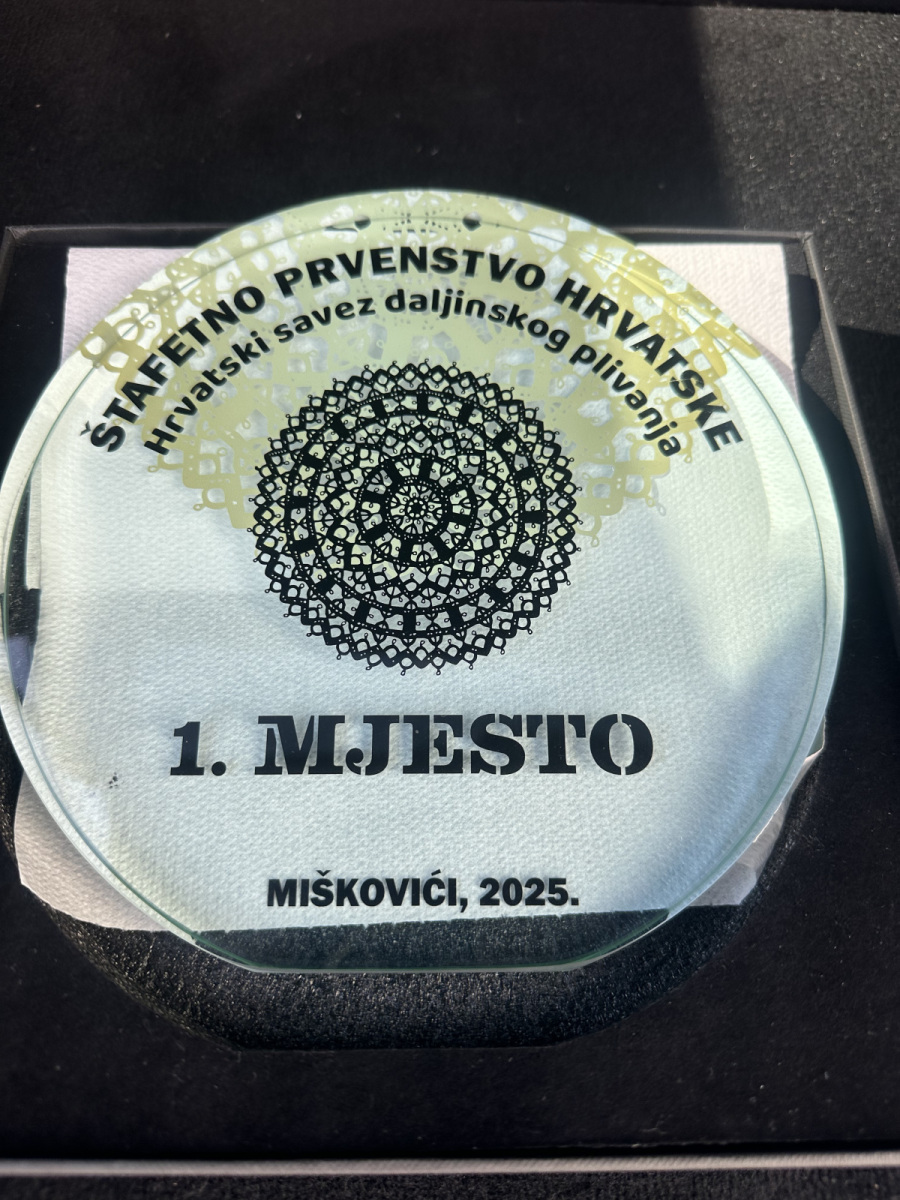 ŠTAFETNO PRVENSTVO HRVATSKE
Hrvatski savez daljinskog plivanja
1. MJESTO
MIŠKOVIĆI, 2025.